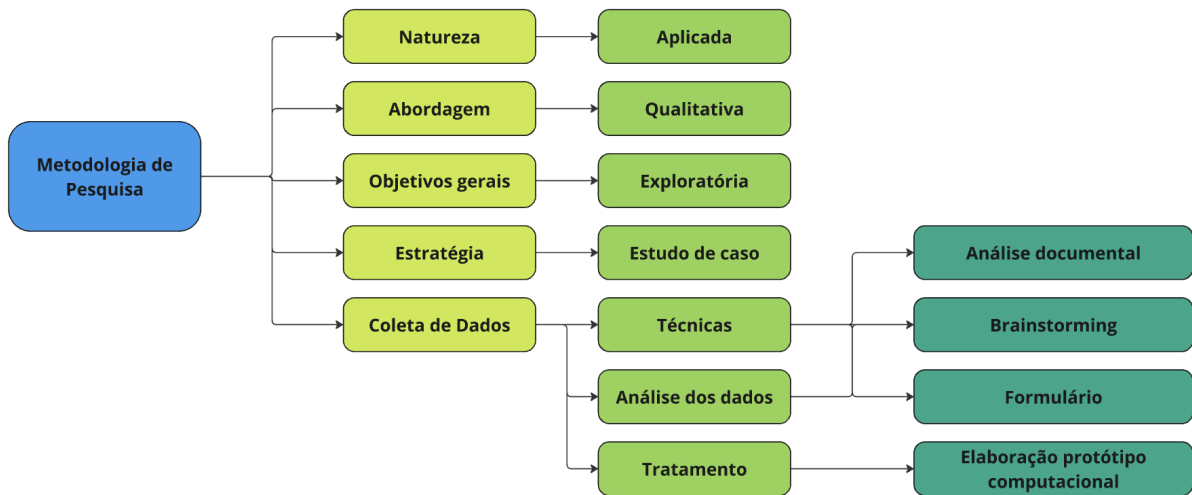 Metodologia de
Pesquisa
Natureza
Aplicada
Abordagem
Qualitativa
Objetivos gerais
Exploratória
Estratégia
Estudo de caso
Análise documental
Coleta de Dados
Técnicas
Brainstorming
Análise dos dados
Formulário
Tratamento
Elaboração protótipo
computacional